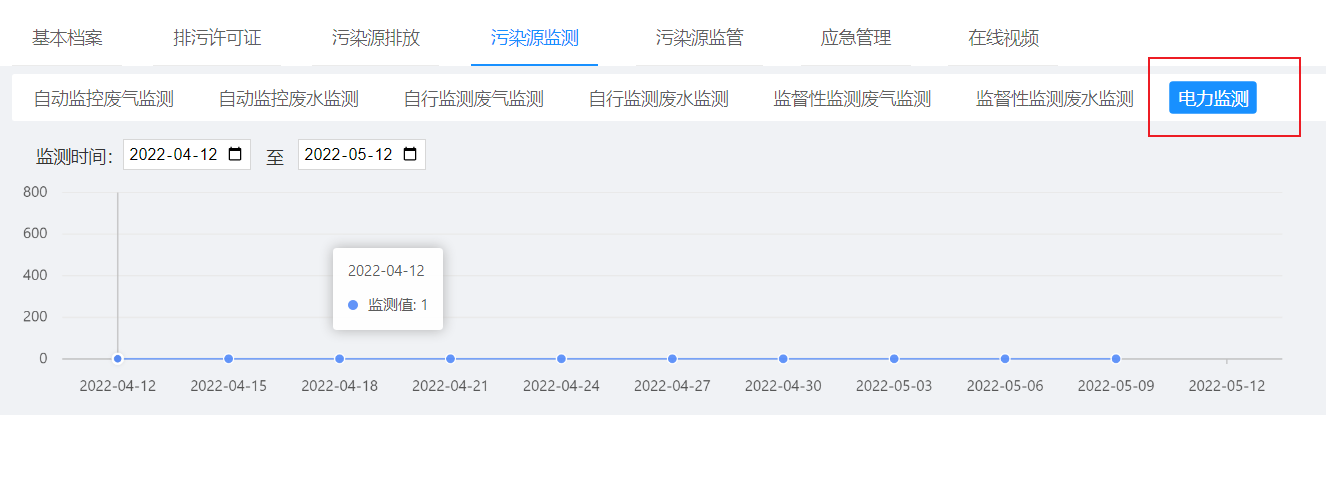 基本档案 排污许可证 污染源排放 污染源监测 污染源监管 应急管理 在线视频
自动监控废气监测 自动监控废水监测 自行监测废气监测 自行监测废水监测 监督性监测废气监测 监督性监测废水监测 电力监测
监测时间: 2022-04-12 至 2022-05-12
800
600
2022-04-12
400
监测值: 1
200
0
2022-04-12 2022-04-15 2022-04-18 2022-04-21 2022-04-24 2022-04-27 2022-04-30 2022-05-03 2022-05-06 2022-05-09 2022-05-12